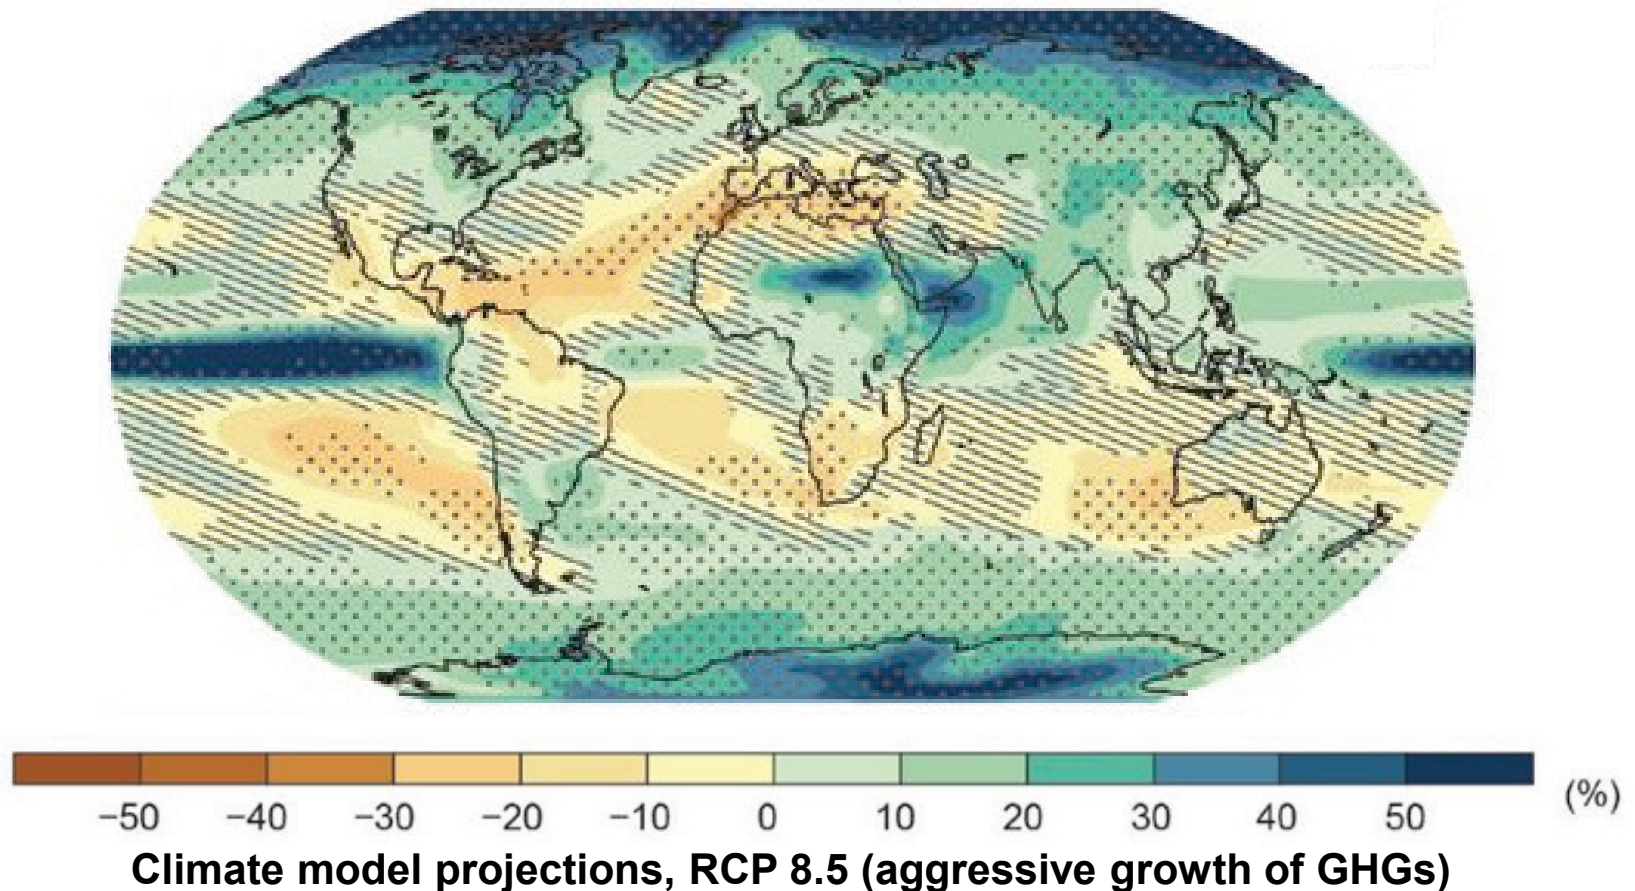 −50 −40 −30 −20 −10 0 10 20 30 40 50 (%)
Climate model projections, RCP 8.5 (aggressive growth of GHGs)